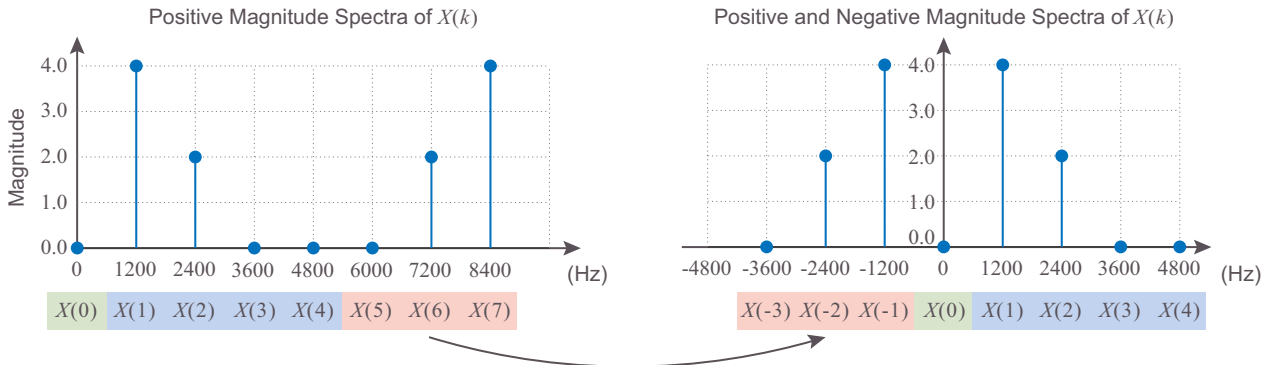 Positive Magnitude Spectra of X(k)
Magnitude
4.0
3.0
2.0
1.0
0.0
0 1200 2400 3600 4800 6000 7200 8400 (Hz)
X(0) X(1) X(2) X(3) X(4) X(5) X(6) X(7)
Positive and Negative Magnitude Spectra of X(k)
4.0
3.0
2.0
1.0
0.0
-4800 -3600 -2400 -1200 0 1200 2400 3600 4800 (Hz)
X(-3) X(-2) X(-1) X(0) X(1) X(2) X(3) X(4)